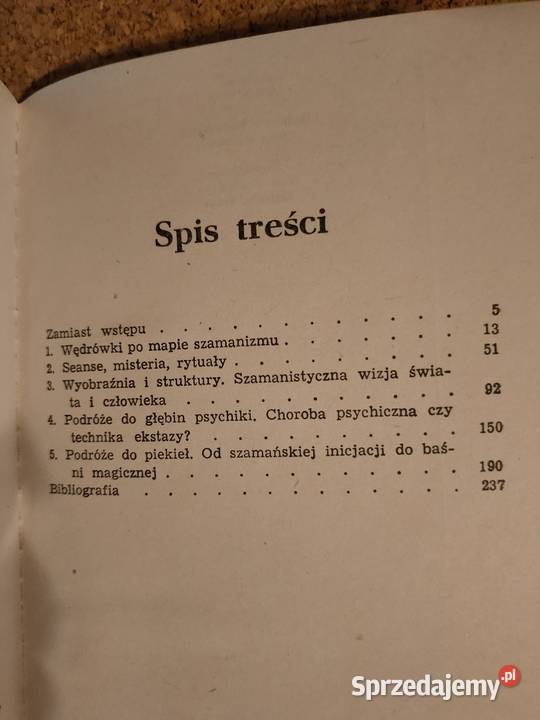 Spis treści
Zamiast wstępu . . . . . . . . . . . . 5
1. Wędrówki po mapie szamanizmu . . . . . . . 13
2. Seanse, misteria, rytuały . . . . . . . . . 51
3. Wyobraźnia i struktury. Szamanistyczna wizja świa-
ta i człowieka . . . . . . . . . . . . 92
4. Podróże do głębin psychiki. Choroba psychiczna czy
technika ekstazy? . . . . . . . . . . . 150
5. Podróże do piekieł. Od szamańskiej inicjacji do baś-
ni magicznej . . . . . . . . . . . . 190
Bibliografia . . . . . . . . . . . . . 237
Sprzedajemy.pl